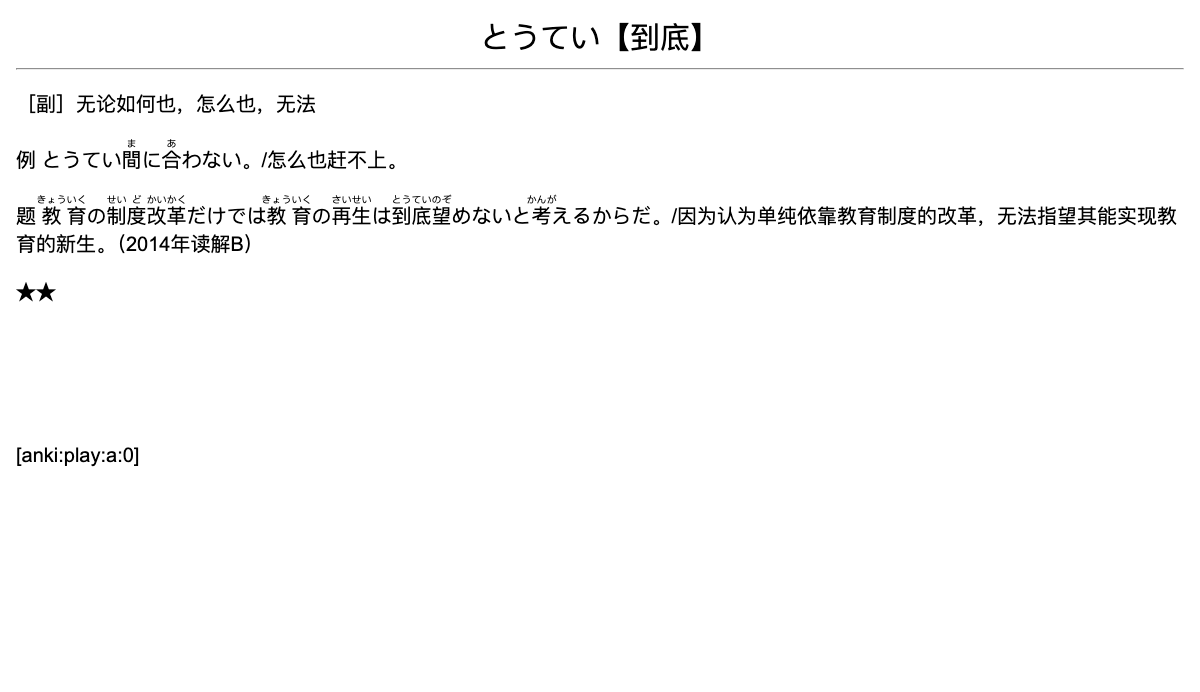 とうてい【到底】
［副］无论如何也，怎么也，无法
ま あ
例 とうてい間に合わない。/怎么也赶不上。
きょういく せいど かいかく きょういく さいせい とうていのぞ かんが
题 教育の制度改革だけでは教育の再生は到底望めないと考えるからだ。/因为认为单纯依靠教育制度的改革，无法指望其能实现教
育的新生。（2014年读解B）
★★
[anki:play:a:0]